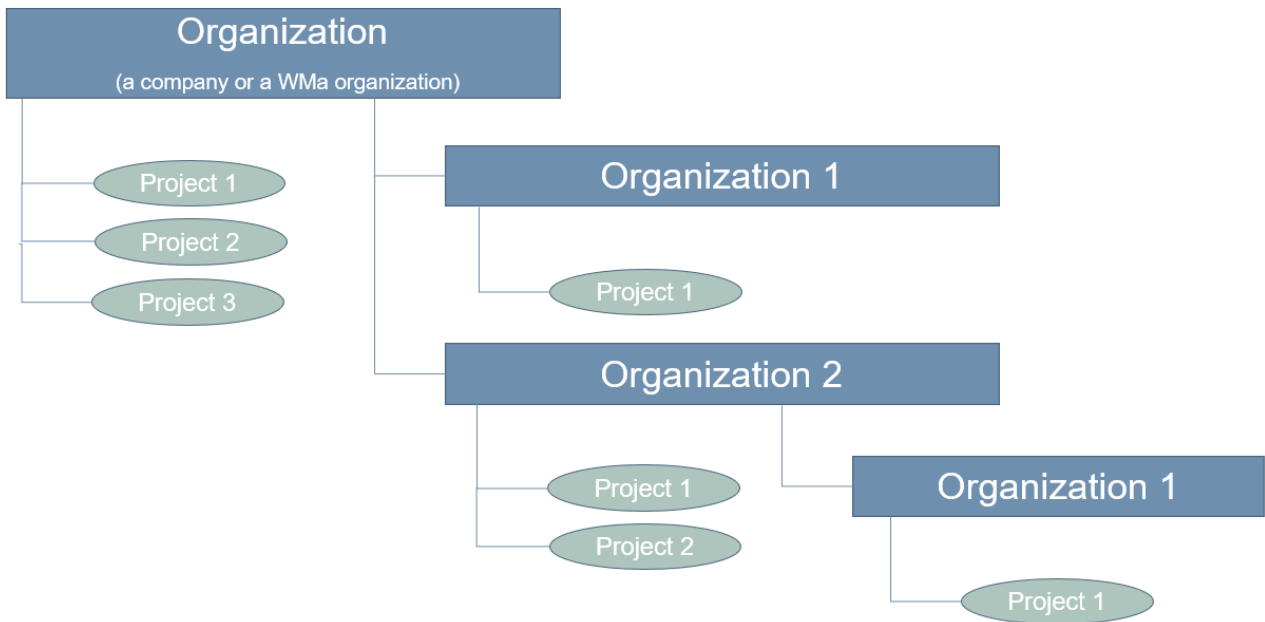 Organization
(a company or a WMa organization)
Project 1
Project 2
Project 3
Organization 1
Project 1
Organization 2
Project 1
Project 2
Organization 1
Project 1